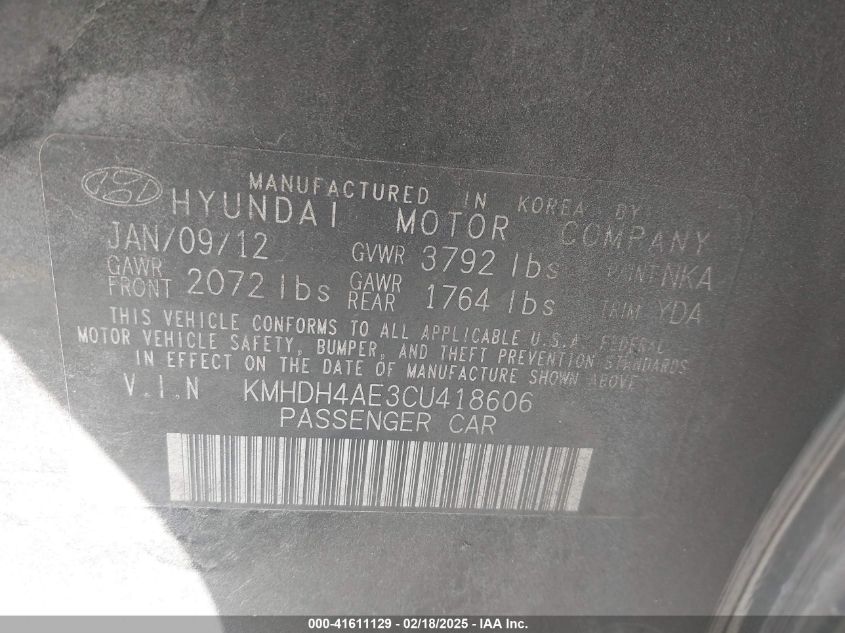 MANUFACTURED IN KOREA BY
HYUNDAI MOTOR COMPANY
JAN/09/12 GVWR 3792 lbs PAINT NKA
GAWR FRONT 2072 lbs GAWR REAR 1764 lbs TRIM YDA
THIS VEHICLE CONFORMS TO ALL APPLICABLE U.S.A FEDERAL
MOTOR VEHICLE SAFETY, BUMPER, AND THEFT PREVENTION STANDARDS
IN EFFECT ON THE DATE OF MANUFACTURE SHOWN ABOVE
V.I.N KMHDH4AE3CU418606
PASSENGER CAR
000-41611129 - 02/18/2025 - IAA Inc.